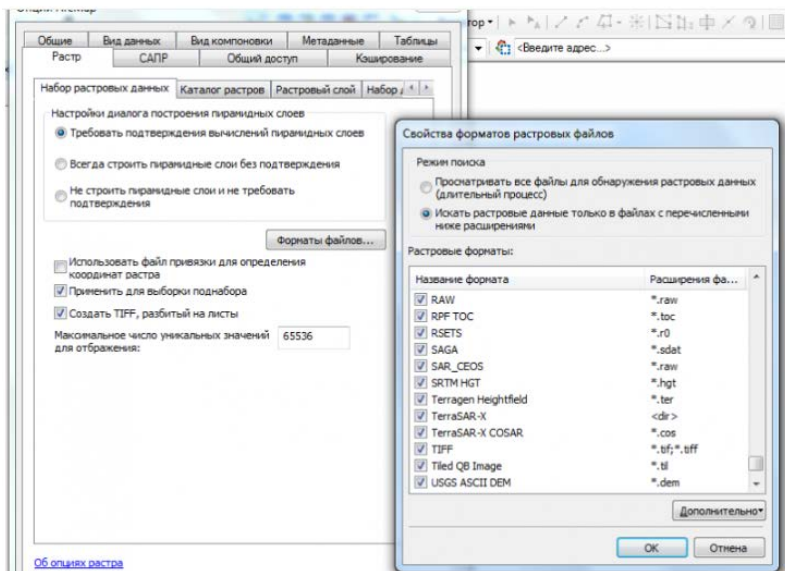 Общие
Вид данных
Вид компоновки
Метаданные
Таблицы
Растр
САПР
Общий доступ
Кэширование
Набор растровых данных
Каталог растров
Растровый слой
Набор
Настройки диалога построения пирамидных слоев
Требовать подтверждения вычислений пирамидных слоев
Всегда строить пирамидные слои без подтверждения
Не строить пирамидные слои и не требовать
подтверждения
Форматы файлов...
Использовать файл привязки для определения
координат растра
Применить для выборки поднабора
Создать TIFF, разбитый на листы
Максимальное число уникальных значений
для отбражения:
65536
Об опциях растра
<Введите адрес...>
Свойства форматов растровых файлов
Режим поиска
Просматривать все файлы для обнаружения растровых данных
(длительный процесс)
Искать растровые данные только в файлах с перечисленными
ниже расширениями
Растровые форматы:
Название формата Расширения фа...
RAW *.raw
RPF TOC *.toc
RSETS *.r0
SAGA *.sdat
SAR_CEOS *.raw
SRTM HGT *.hgt
Terragen Heightfield *.ter
TerraSAR-X <dir>
TerraSAR-X COSAR *.cos
TIFF *.tif;*.tiff
Tiled QB Image *.til
USGS ASCII DEM *.dem
Дополнительно
OK
Отмена